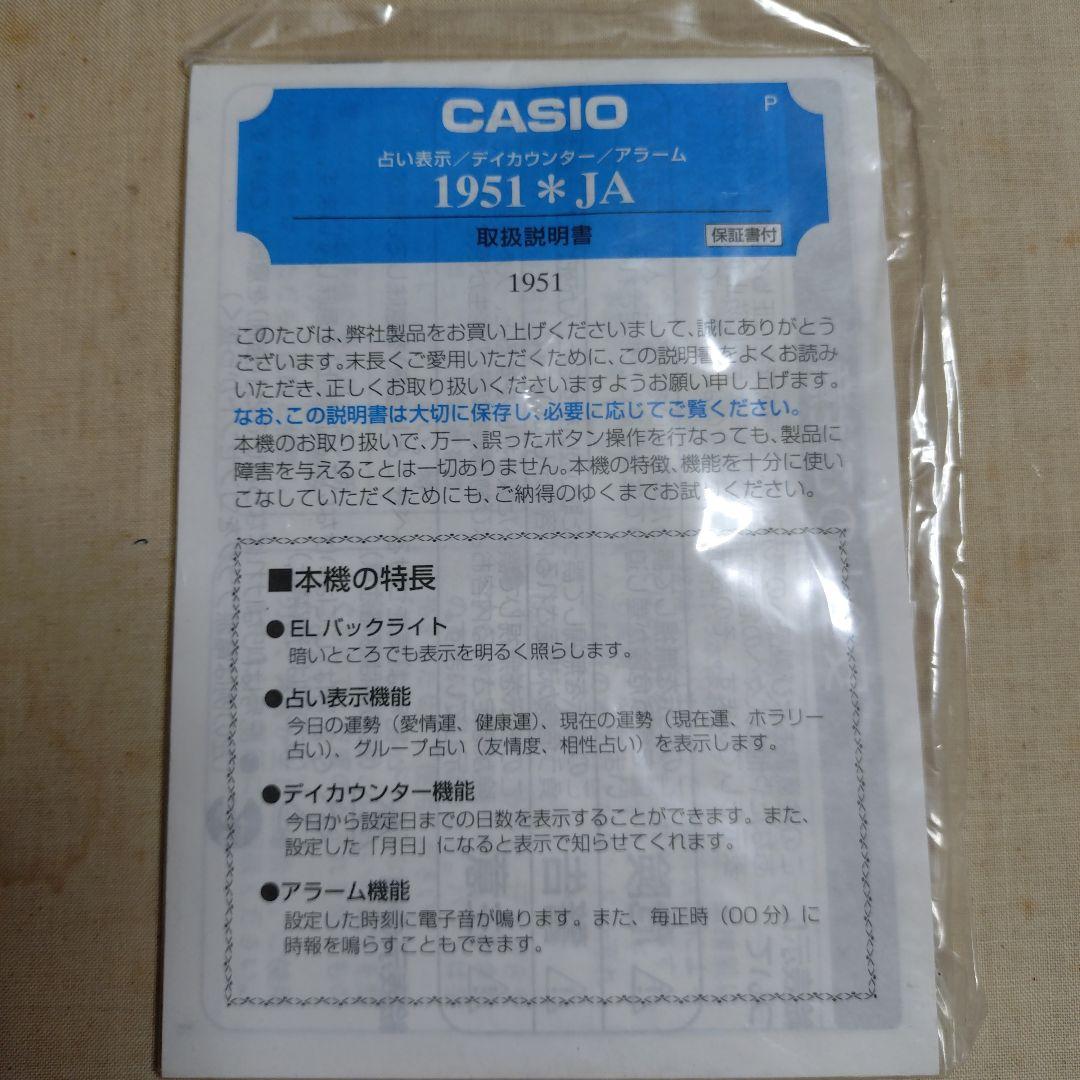 CASIO
P
占い表示／デイカウンター／アラーム
1951＊JA
取扱説明書
保証書付
1951
このたびは、弊社製品をお買い上げくださいまして、誠にありがとう
ございます。末長くご愛用いただくために、この説明書をよくお読み
いただき、正しくお取り扱いくださいますようお願い申し上げます。
なお、この説明書は大切に保存し、必要に応じてご覧ください。
本機のお取り扱いで、万一、誤ったボタン操作を行なっても、製品に
障害を与えることは一切ありません。本機の特徴、機能を十分に使い
こなしていただくためにも、ご納得のゆくまでお試しください。
■本機の特長
●ELバックライト
暗いところでも表示を明るく照らします。
●占い表示機能
今日の運勢（愛情運、健康運）、現在の運勢（現在運、ホラリー
占い）、グループ占い（友情度、相性占い）を表示します。
●デイカウンター機能
今日から設定日までの日数を表示することができます。また、
設定した「月日」になると表示で知らせてくれます。
●アラーム機能
設定した時刻に電子音が鳴ります。また、毎正時（00分）に
時報を鳴らすこともできます。